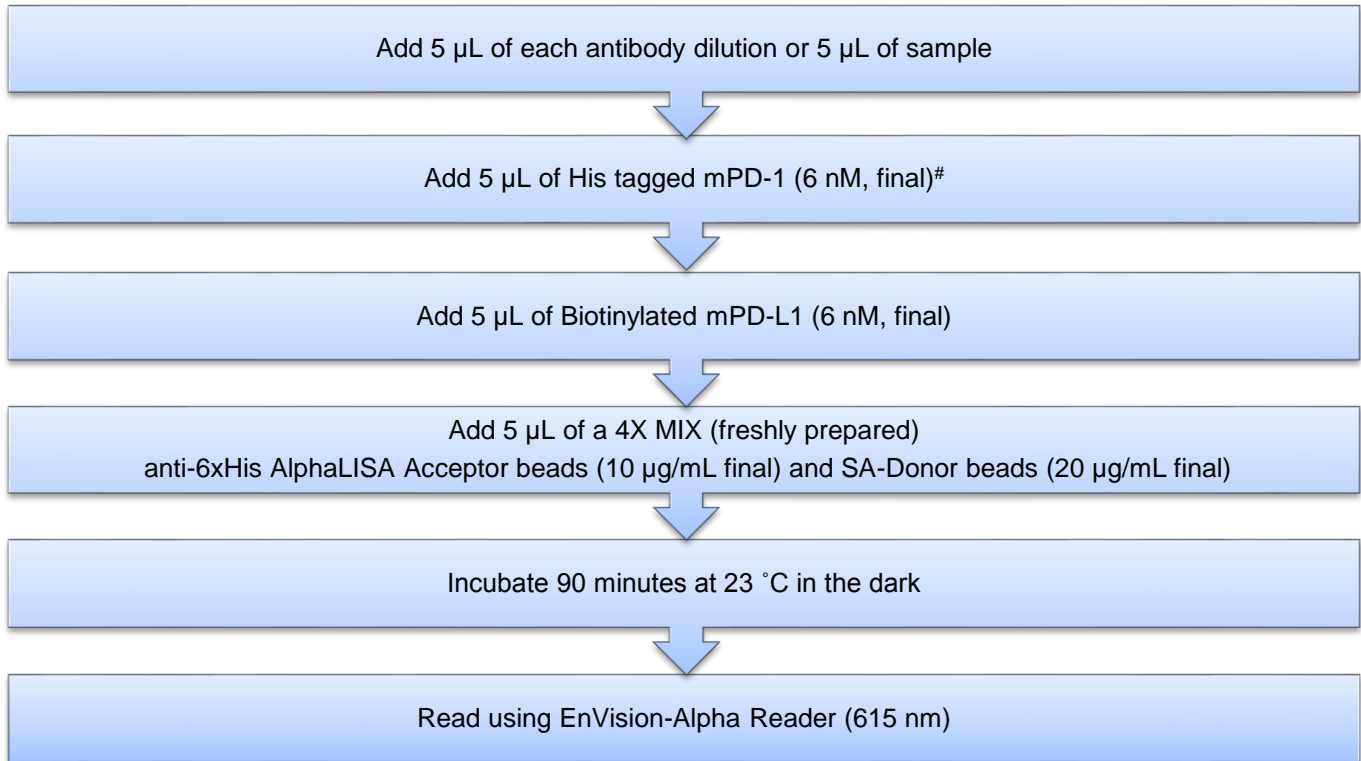 Add 5 µL of each antibody dilution or 5 µL of sample
Add 5 µL of His tagged mPD-1 (6 nM, final)#
Add 5 µL of Biotinylated mPD-L1 (6 nM, final)
Add 5 µL of a 4X MIX (freshly prepared)
anti-6xHis AlphaLISA Acceptor beads (10 µg/mL final) and SA-Donor beads (20 µg/mL final)
Incubate 90 minutes at 23 ˚C in the dark
Read using EnVision-Alpha Reader (615 nm)